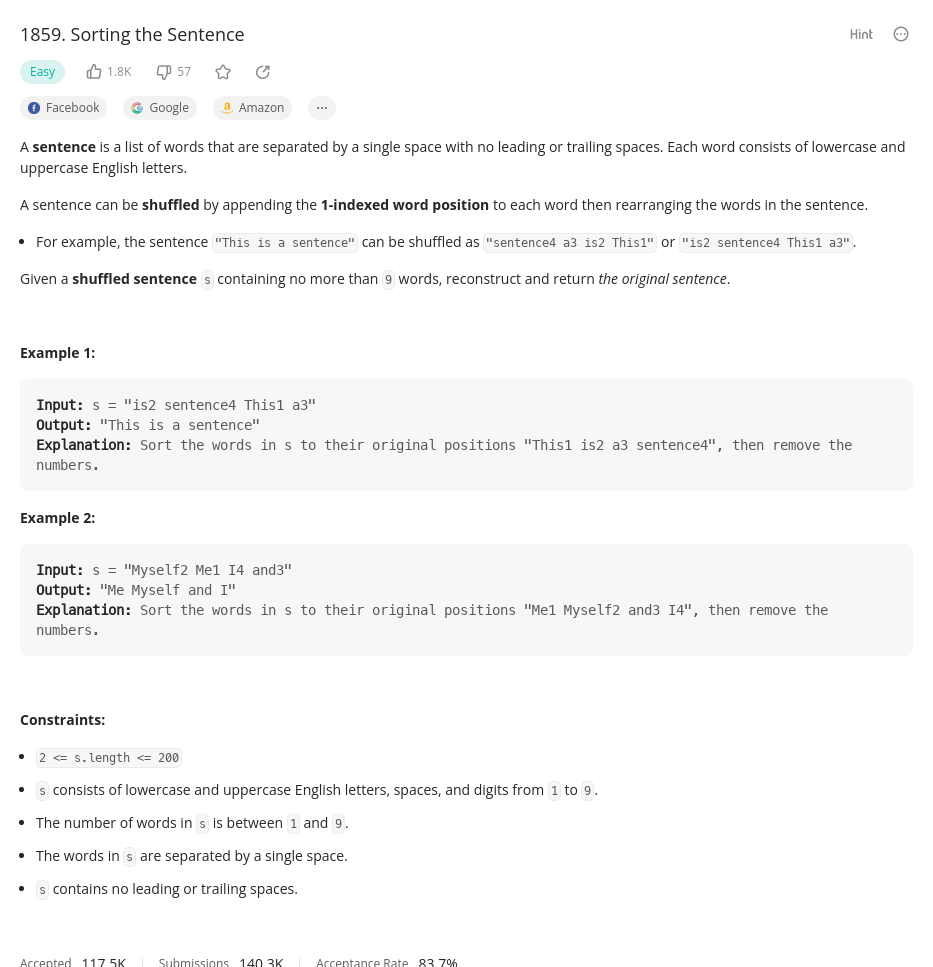 1859. Sorting the Sentence
Hint
Easy
1.8K
57
Facebook
Google
Amazon
A sentence is a list of words that are separated by a single space with no leading or trailing spaces. Each word consists of lowercase and
uppercase English letters.
A sentence can be shuffled by appending the 1-indexed word position to each word then rearranging the words in the sentence.
• For example, the sentence "This is a sentence" can be shuffled as "sentence4 a3 is2 This1" or "is2 sentence4 This1 a3".
Given a shuffled sentence s containing no more than 9 words, reconstruct and return the original sentence.
Example 1:
Input: s = "is2 sentence4 This1 a3"
Output: "This is a sentence"
Explanation: Sort the words in s to their original positions "This1 is2 a3 sentence4", then remove the
numbers.
Example 2:
Input: s = "Myself2 Me1 I4 and3"
Output: "Me Myself and I"
Explanation: Sort the words in s to their original positions "Me1 Myself2 and3 I4", then remove the
numbers.
Constraints:
• 2 <= s.length <= 200
• s consists of lowercase and uppercase English letters, spaces, and digits from 1 to 9.
• The number of words in s is between 1 and 9.
• The words in s are separated by a single space.
• s contains no leading or trailing spaces.
Accepted 117.5K Submissions 140.3K Acceptance Rate 83.7%